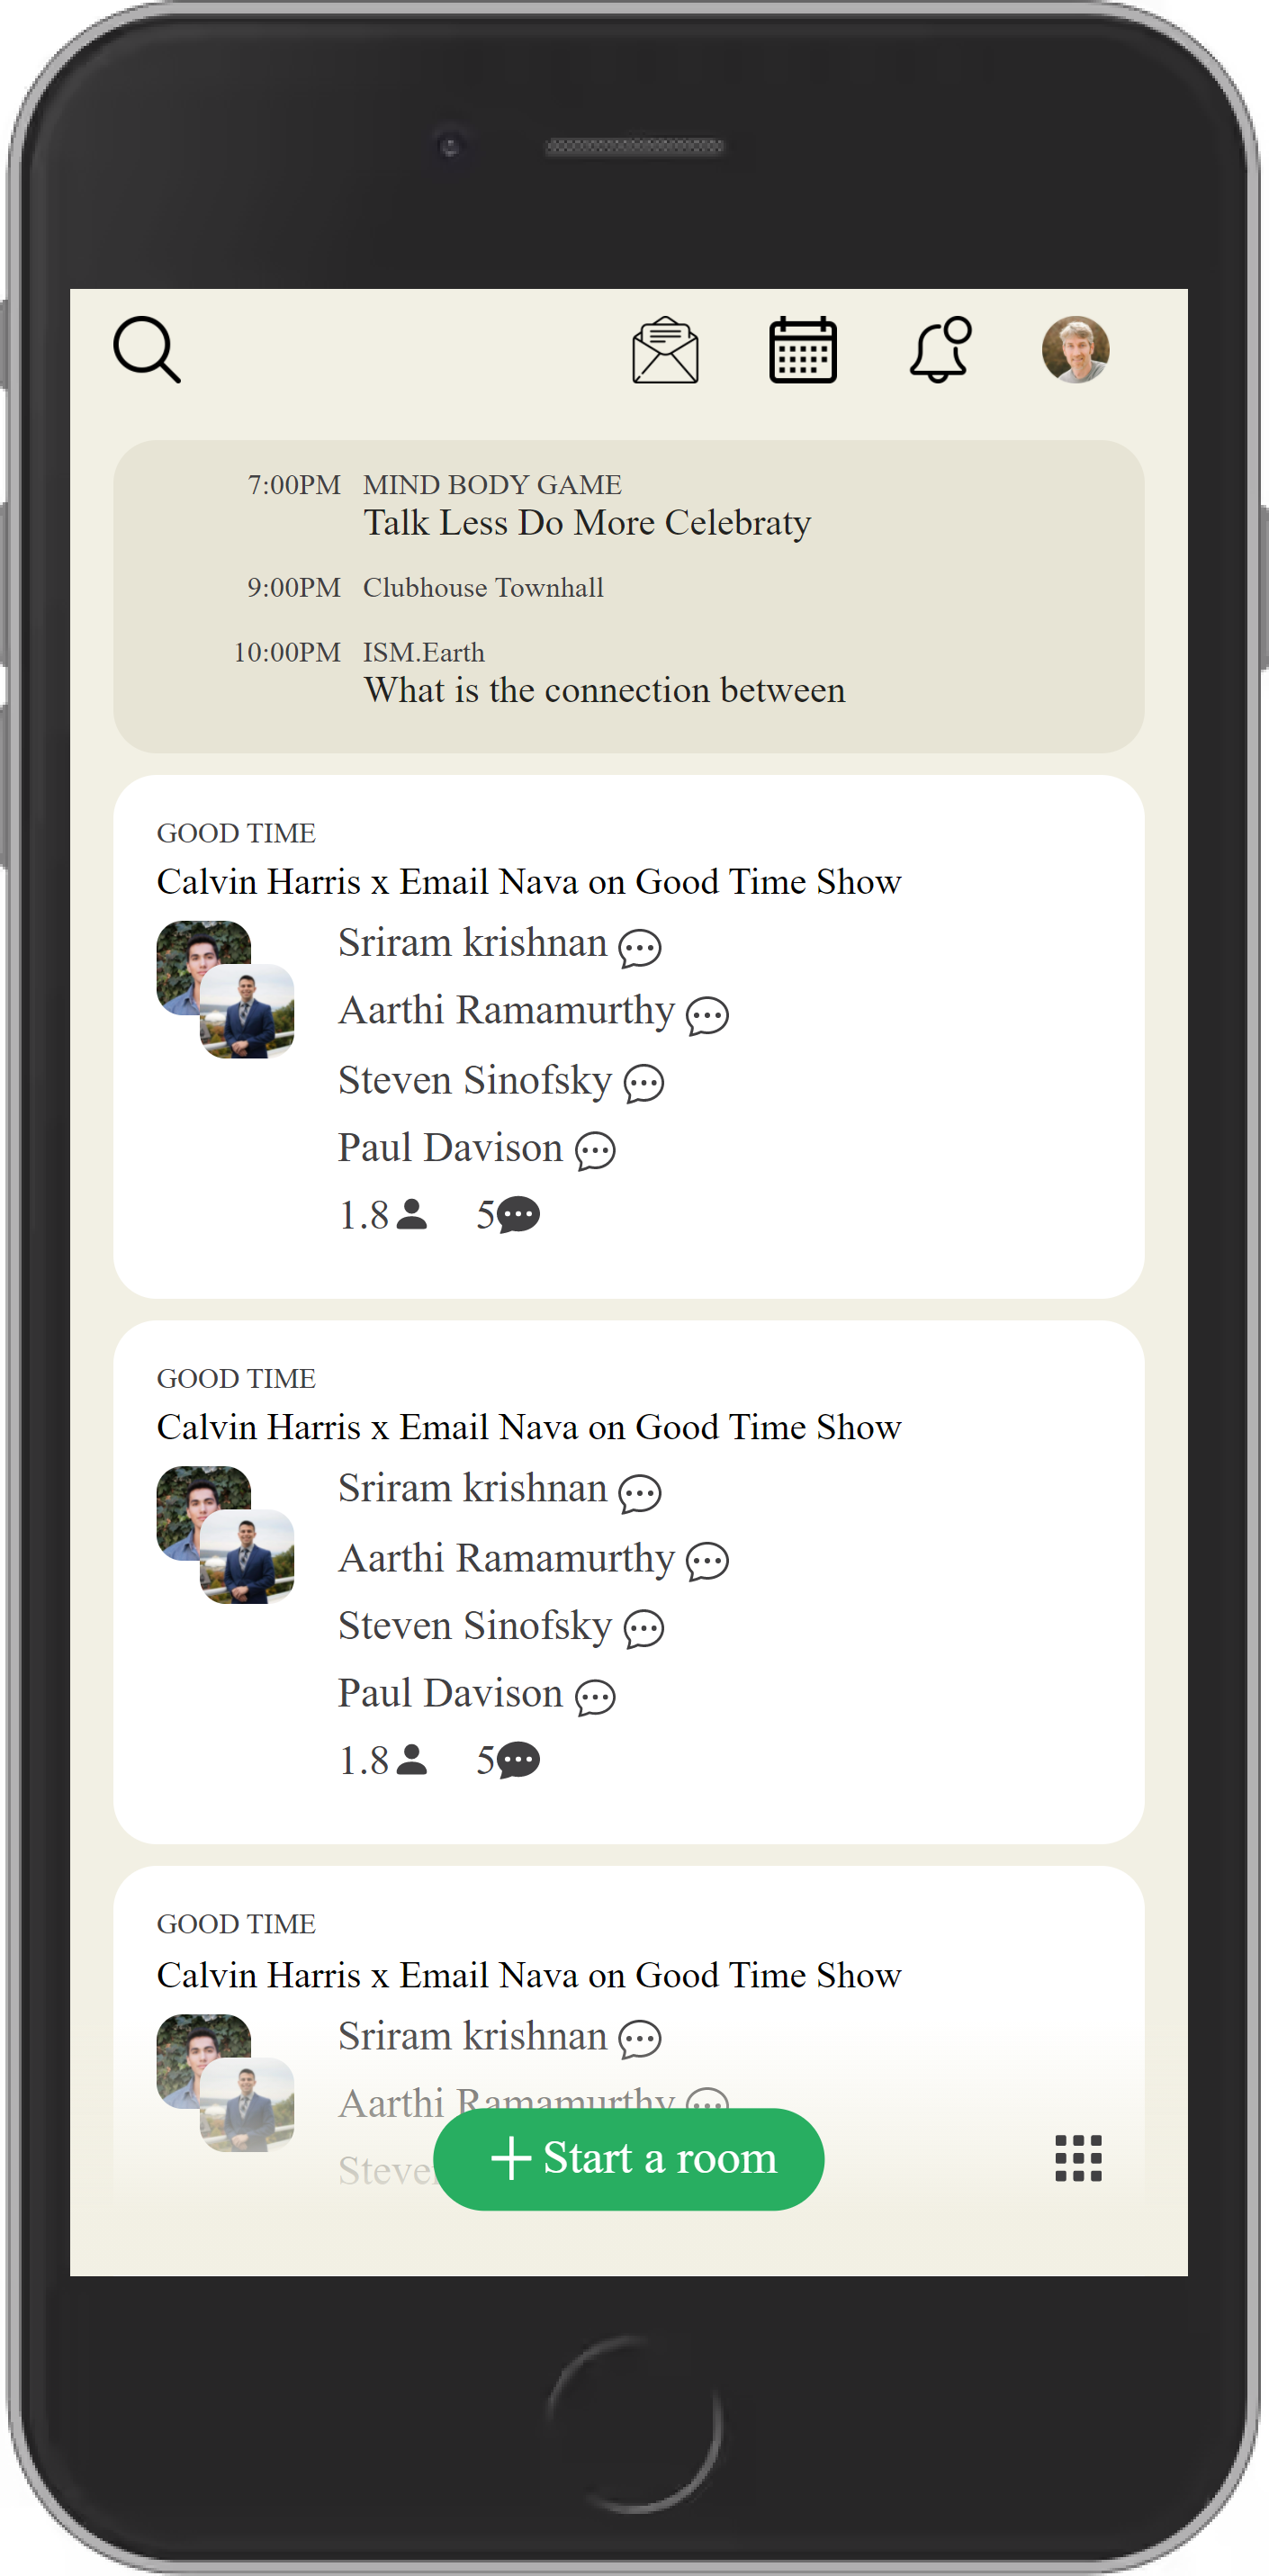 7:00PM MIND BODY GAME
Talk Less Do More Celebraty
9:00PM Clubhouse Townhall
10:00PM ISM.Earth
What is the connection between
GOOD TIME
Calvin Harris x Email Nava on Good Time Show
Sriram krishnan
Aarthi Ramamurthy
Steven Sinofsky
Paul Davison
1.8 5
GOOD TIME
Calvin Harris x Email Nava on Good Time Show
Sriram krishnan
Aarthi Ramamurthy
Steven Sinofsky
Paul Davison
1.8 5
GOOD TIME
Calvin Harris x Email Nava on Good Time Show
Sriram krishnan
Aarthi Ramamurthy
Steve
Start a room